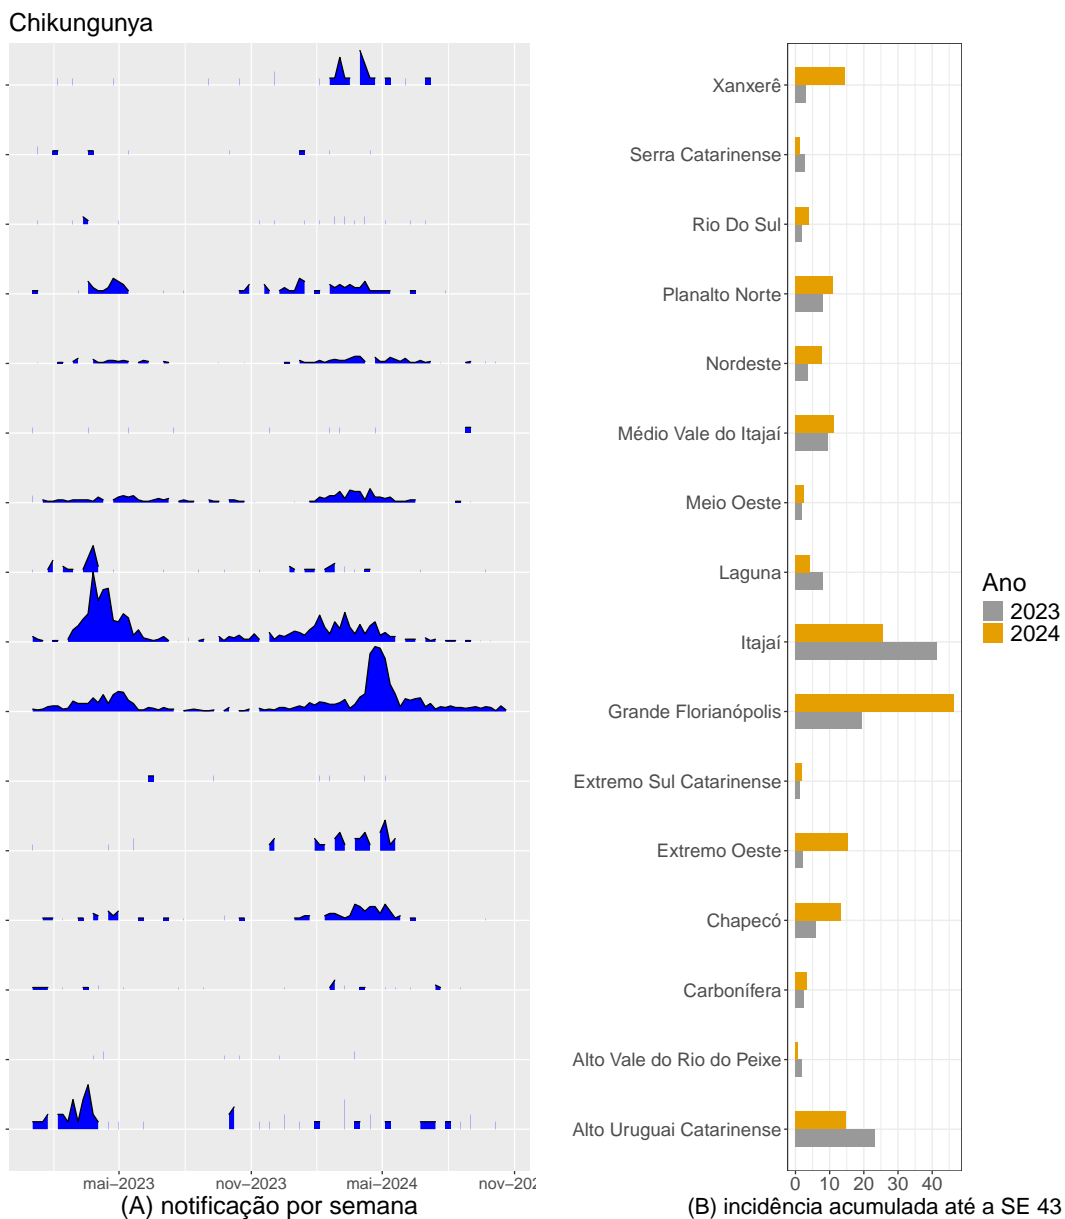 Chikungunya
Xanxerê
Serra Catarinense
Rio Do Sul
Planalto Norte
Nordeste
Médio Vale do Itajaí
Meio Oeste
Laguna
Itajaí
Grande Florianópolis
Extremo Sul Catarinense
Extremo Oeste
Chapecó
Carbonífera
Alto Vale do Rio do Peixe
Alto Uruguai Catarinense
Ano
2023
2024
mai–2023 nov–2023 mai–2024 nov–202
0 10 20 30 40
(A) notificação por semana
(B) incidência acumulada até a SE 43